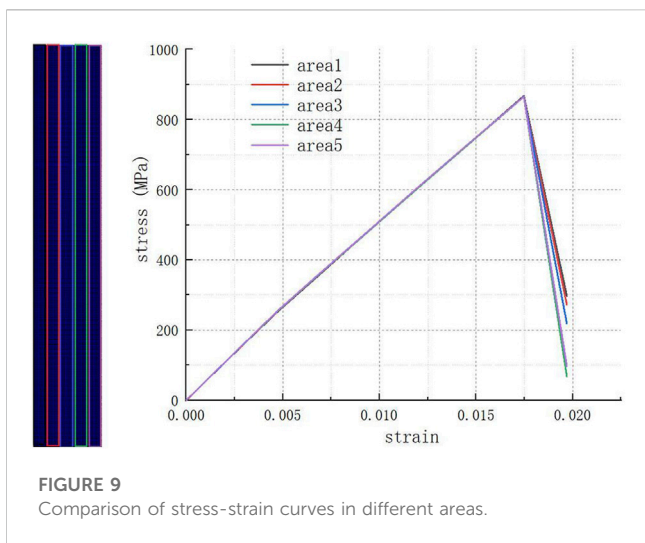 1000
800
600
400
200
0
stress (MPa)
area1
area2
area3
area4
area5
0.000 0.005 0.010 0.015 0.020
strain
FIGURE 9
Comparison of stress-strain curves in different areas.